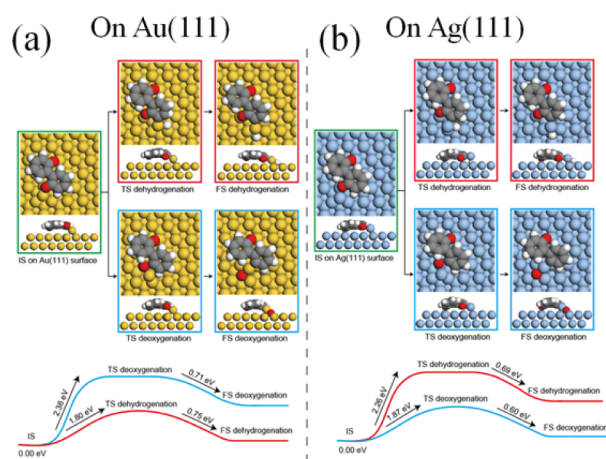 (a) On Au(111)
TS dehydrogenation
FS dehydrogenation
IS on Au(111) surface
TS deoxygenation
FS deoxygenation
TS deoxygenation
0.71 eV
FS deoxygenation
2.36 eV
TS dehydrogenation
1.80 eV
0.75 eV
FS dehydrogenation
IS
0.00 eV
(b) On Ag(111)
TS dehydrogenation
FS dehydrogenation
IS on Ag(111) surface
TS deoxygenation
FS deoxygenation
TS dehydrogenation
0.69 eV
FS dehydrogenation
2.26 eV
TS deoxygenation
1.87 eV
0.60 eV
FS deoxygenation
IS
0.00 eV